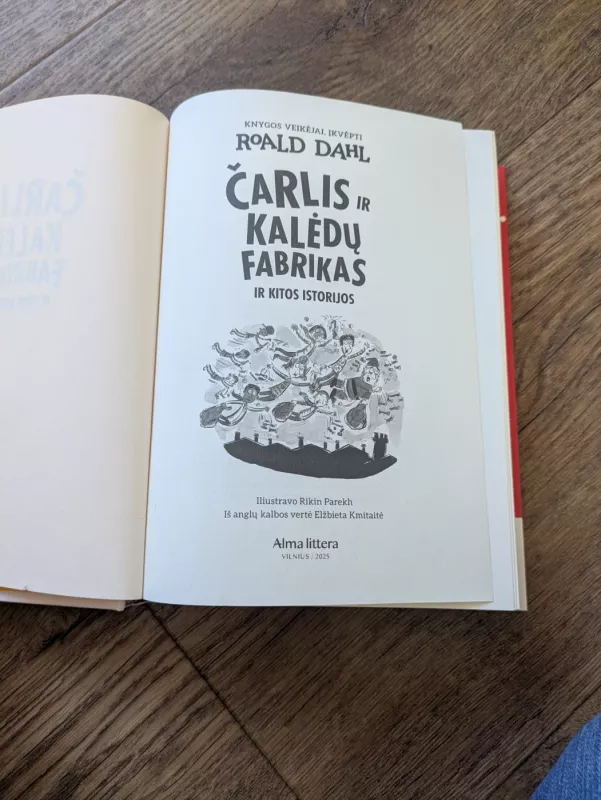 KNYGOS VEIKĖJAI, ĮKVĖPTI
ROALD DAHL
ČARLIS IR
KALĖDŲ
FABRIKAS
IR KITOS ISTORIJOS
Iliustravo Rikin Parekh
Iš anglų kalbos vertė Elžbieta Kmitaitė
Alma littera
VILNIUS / 2025